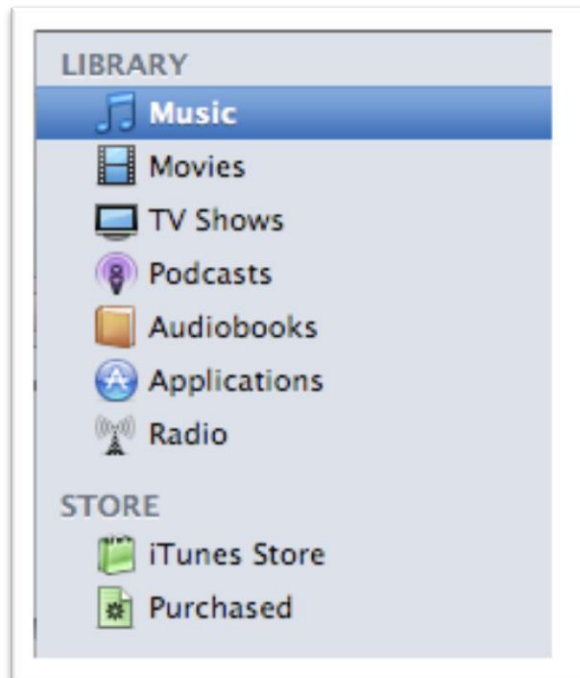 LIBRARY
Music
Movies
TV Shows
Podcasts
Audiobooks
Applications
Radio
STORE
iTunes Store
Purchased